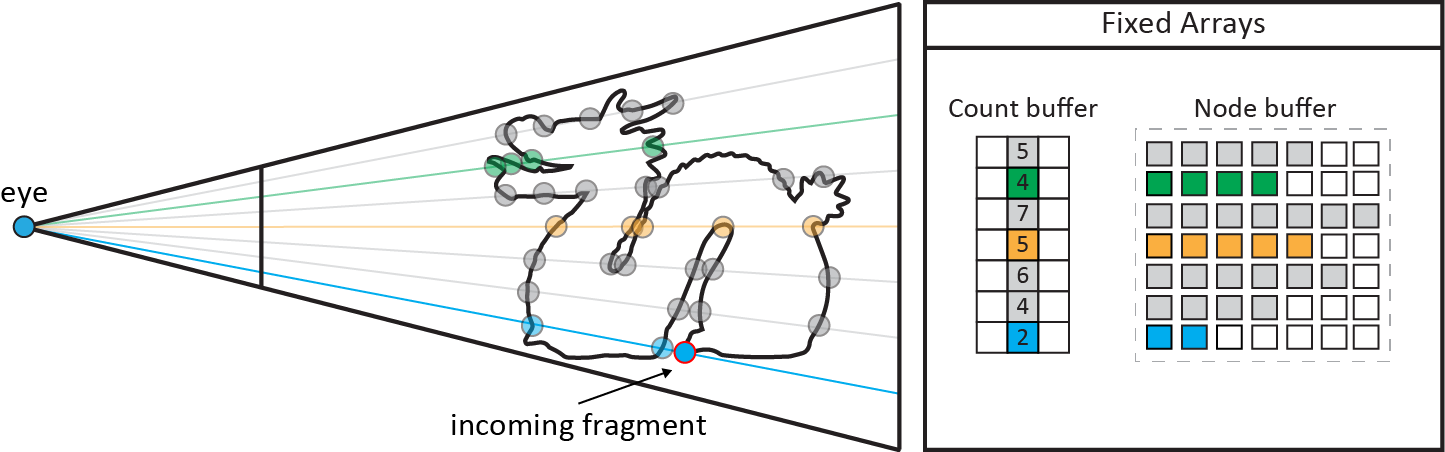 eye
incoming fragment
Fixed Arrays
Count buffer
Node buffer
5
4
7
5
6
4
2